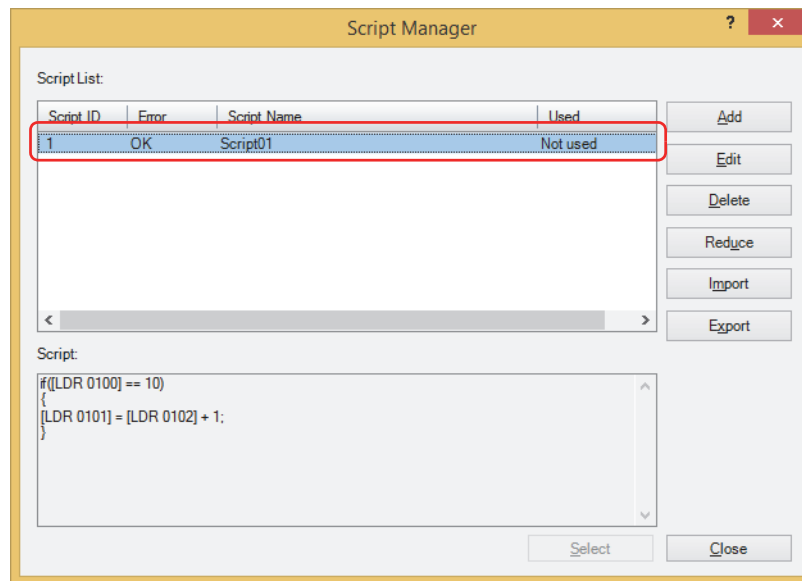 Script Manager
?
Script List:
Script ID Error Script Name Used
1 OK Script01 Not used
Add
Edit
Delete
Reduce
Import
Export
Script:
if([LDR 0100] == 10)
{
[LDR 0101] = [LDR 0102] + 1;
}
Select
Close